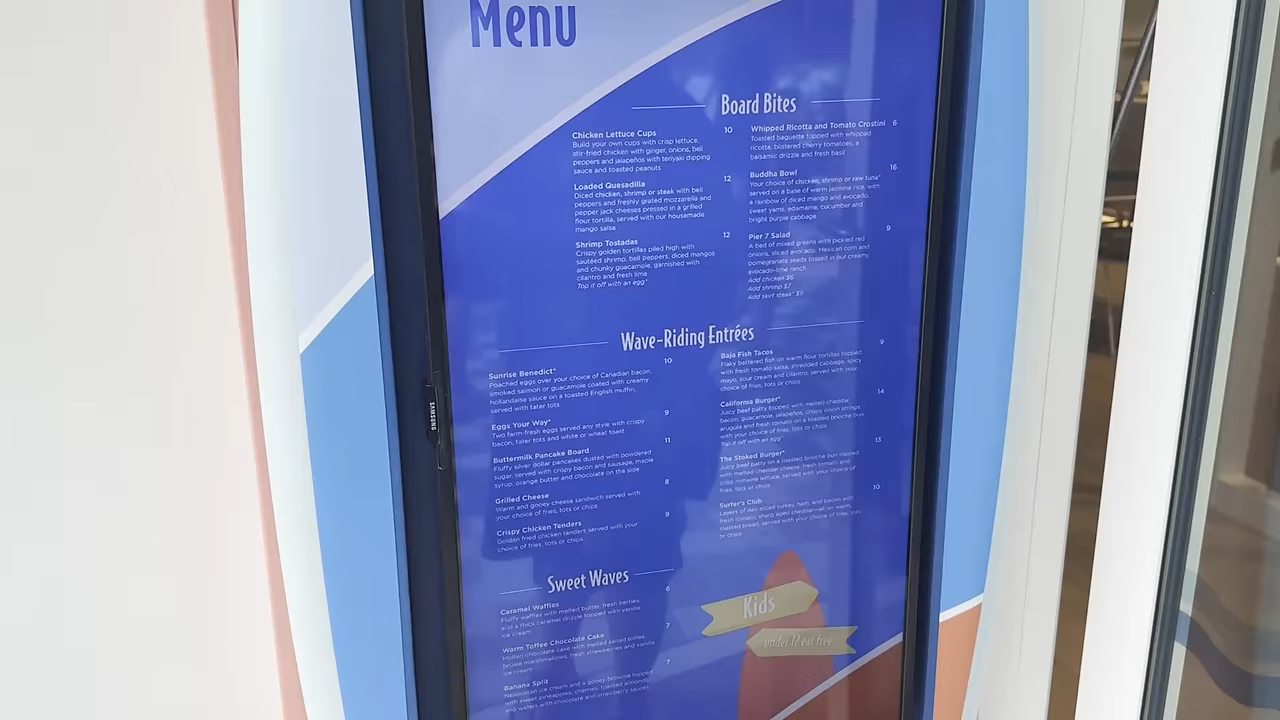 Menu
Board Bites
Chicken Lettuce Cups 10
Build your own cups with crisp lettuce,
stir-fried chicken with ginger, onions, bell
peppers and jalapeños with teriyaki dipping
sauce and toasted peanuts
Loaded Quesadilla 12
Diced chicken, shrimp or steak with bell
peppers and freshly grated mozzarella and
pepper jack cheeses pressed in a grilled
flour tortilla, served with our housemade
mango salsa
Shrimp Tostadas 12
Crispy golden tortillas piled high with
sautéed shrimp, bell peppers, diced mangos
and chunky guacamole, garnished with
cilantro and fresh lime
Top it off with an egg*
Whipped Ricotta and Tomato Crostini 6
Toasted baguette topped with whipped
ricotta, blistered cherry tomatoes, a
balsamic drizzle and fresh basil
Buddha Bowl 16
Your choice of chicken, shrimp or raw tuna*
served on a base of warm jasmine rice, with
a rainbow of diced mango and avocado,
sweet yams, edamame, cucumber and
bright purple cabbage
Pier 7 Salad 9
A bed of mixed greens with pickled red
onions, sliced avocado, Mexican corn and
pomegranate seeds tossed in our creamy
avocado-lime ranch
Add chicken $6
Add shrimp $7
Add skirt steak* $9
Wave-Riding Entrées
Sunrise Benedict* 10
Poached eggs over your choice of Canadian bacon,
smoked salmon or guacamole coated with creamy
hollandaise sauce on a toasted English muffin,
served with tater tots
Eggs Your Way* 9
Two farm-fresh eggs served any style with crispy
bacon, tater tots and white or wheat toast
Buttermilk Pancake Board 11
Fluffy silver dollar pancakes dusted with powdered
sugar, served with crispy bacon and sausage, maple
syrup, orange butter and chocolate on the side
Grilled Cheese 8
Warm and gooey cheese sandwich served with
your choice of fries, tots or chips
Crispy Chicken Tenders 9
Golden fried chicken tenders served with your
choice of fries, tots or chips
Baja Fish Tacos 9
Flaky battered fish on warm flour tortillas topped
with fresh tomato salsa, shredded cabbage, spicy
mayo, sour cream and cilantro, served with your
choice of fries, tots or chips
California Burger* 14
Juicy beef patty topped with melted cheddar,
bacon, guacamole, jalapeños, crispy onion strings,
arugula and fresh tomato on a toasted brioche bun
with your choice of fries, tots or chips
Top it off with an egg*
The Stoked Burger* 13
Juicy beef patty on a toasted brioche bun topped
with melted cheddar cheese, fresh tomato and
crisp romaine lettuce, served with your choice of
fries, tots or chips
Surfer's Club 10
Layers of deli-sliced turkey, ham, and bacon with
fresh tomato, sharp aged cheddar—all on warm,
toasted bread, served with your choice of fries, tots
or chips
Sweet Waves
Caramel Waffles 6
Fluffy waffles with melted butter, fresh berries,
and a thick caramel drizzle topped with vanilla
ice cream
Warm Toffee Chocolate Cake 7
Molten chocolate cake with melted salted toffee,
brûlée marshmallows, fresh strawberries and vanilla
ice cream
Banana Split 7
Neapolitan ice cream and a gooey brownie topped
with sweet pineapples, cherries, toasted almonds
and wafers with chocolate and strawberry sauces
Kids
under 12 eat free
SAMSUNG